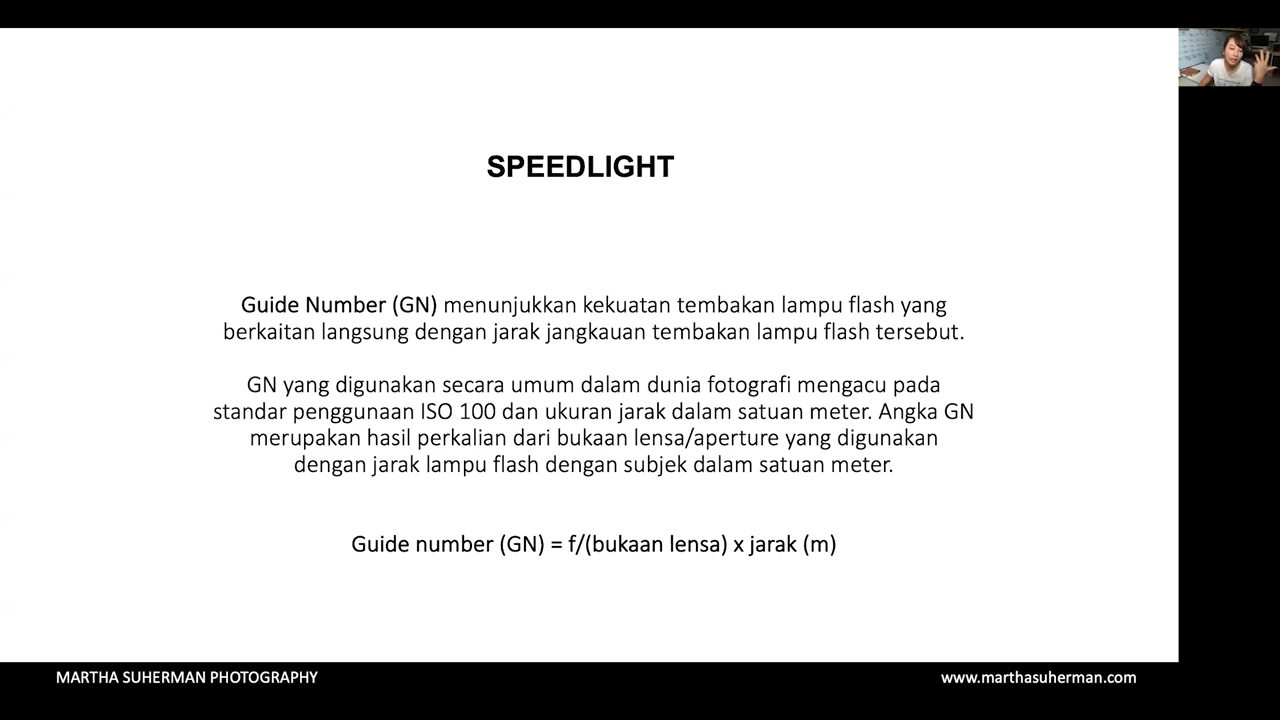 SPEEDLIGHT
Guide Number (GN) menunjukkan kekuatan tembakan lampu flash yang
berkaitan langsung dengan jarak jangkauan tembakan lampu flash tersebut.
GN yang digunakan secara umum dalam dunia fotografi mengacu pada
standar penggunaan ISO 100 dan ukuran jarak dalam satuan meter. Angka GN
merupakan hasil perkalian dari bukaan lensa/aperture yang digunakan
dengan jarak lampu flash dengan subjek dalam satuan meter.
Guide number (GN) = f/(bukaan lensa) x jarak (m)
MARTHA SUHERMAN PHOTOGRAPHY
www.marthasuherman.com